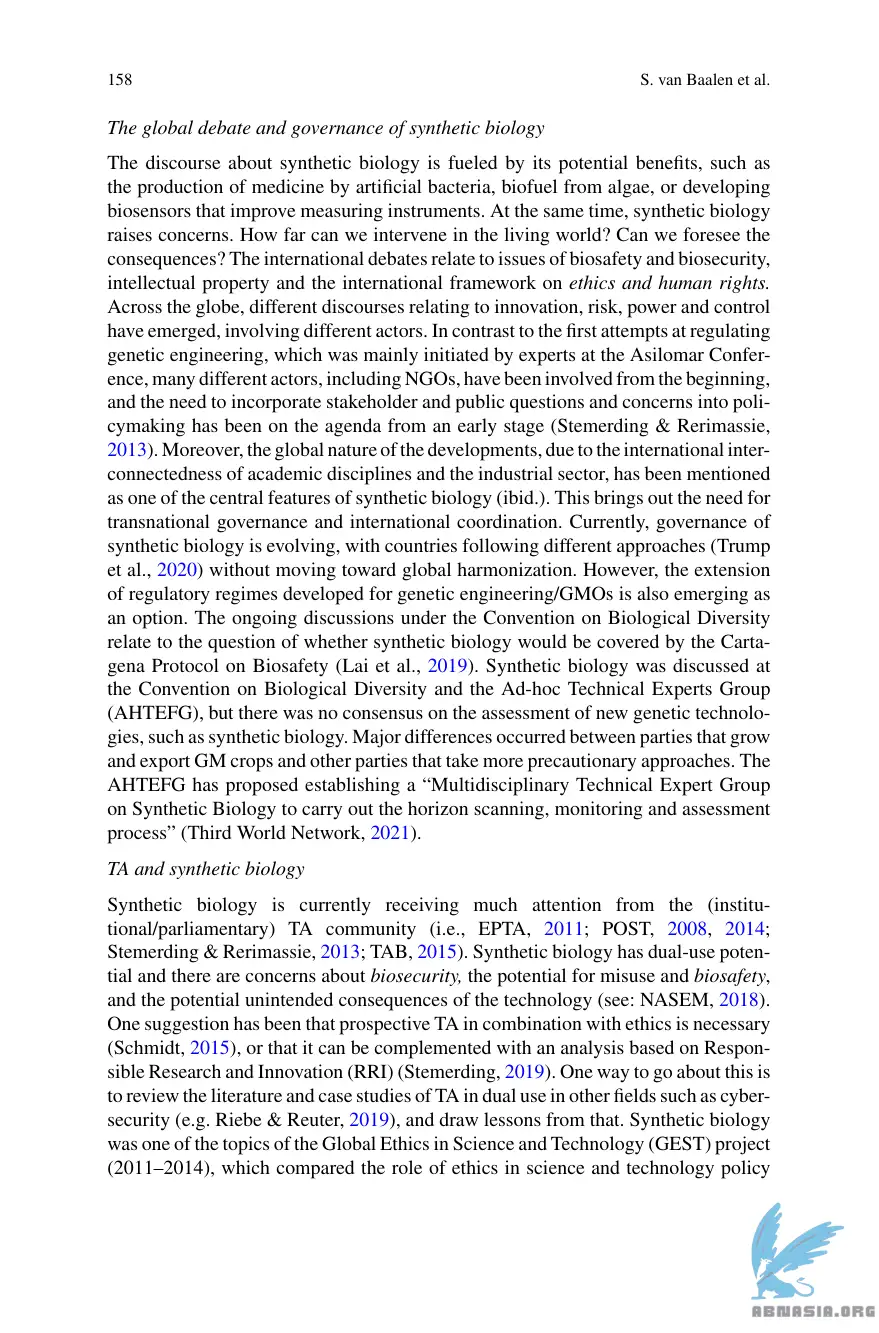 158 S. van Baalen et al.
The global debate and governance of synthetic biology
The discourse about synthetic biology is fueled by its potential benefits, such as
the production of medicine by artificial bacteria, biofuel from algae, or developing
biosensors that improve measuring instruments. At the same time, synthetic biology
raises concerns. How far can we intervene in the living world? Can we foresee the
consequences? The international debates relate to issues of biosafety and biosecurity,
intellectual property and the international framework on ethics and human rights.
Across the globe, different discourses relating to innovation, risk, power and control
have emerged, involving different actors. In contrast to the first attempts at regulating
genetic engineering, which was mainly initiated by experts at the Asilomar Confer-
ence, many different actors, including NGOs, have been involved from the beginning,
and the need to incorporate stakeholder and public questions and concerns into poli-
cymaking has been on the agenda from an early stage (Stemerding & Rerimassie,
2013). Moreover, the global nature of the developments, due to the international inter-
connectedness of academic disciplines and the industrial sector, has been mentioned
as one of the central features of synthetic biology (ibid.). This brings out the need for
transnational governance and international coordination. Currently, governance of
synthetic biology is evolving, with countries following different approaches (Trump
et al., 2020) without moving toward global harmonization. However, the extension
of regulatory regimes developed for genetic engineering/GMOs is also emerging as
an option. The ongoing discussions under the Convention on Biological Diversity
relate to the question of whether synthetic biology would be covered by the Carta-
gena Protocol on Biosafety (Lai et al., 2019). Synthetic biology was discussed at
the Convention on Biological Diversity and the Ad-hoc Technical Experts Group
(AHTEFG), but there was no consensus on the assessment of new genetic technolo-
gies, such as synthetic biology. Major differences occurred between parties that grow
and export GM crops and other parties that take more precautionary approaches. The
AHTEFG has proposed establishing a “Multidisciplinary Technical Expert Group
on Synthetic Biology to carry out the horizon scanning, monitoring and assessment
process” (Third World Network, 2021).
TA and synthetic biology
Synthetic biology is currently receiving much attention from the (institu-
tional/parliamentary) TA community (i.e., EPTA, 2011; POST, 2008, 2014;
Stemerding & Rerimassie, 2013; TAB, 2015). Synthetic biology has dual-use poten-
tial and there are concerns about biosecurity, the potential for misuse and biosafety,
and the potential unintended consequences of the technology (see: NASEM, 2018).
One suggestion has been that prospective TA in combination with ethics is necessary
(Schmidt, 2015), or that it can be complemented with an analysis based on Respon-
sible Research and Innovation (RRI) (Stemerding, 2019). One way to go about this is
to review the literature and case studies of TA in dual use in other fields such as cyber-
security (e.g. Riebe & Reuter, 2019), and draw lessons from that. Synthetic biology
was one of the topics of the Global Ethics in Science and Technology (GEST) project
(2011–2014), which compared the role of ethics in science and technology policy
ABNASIA.ORG